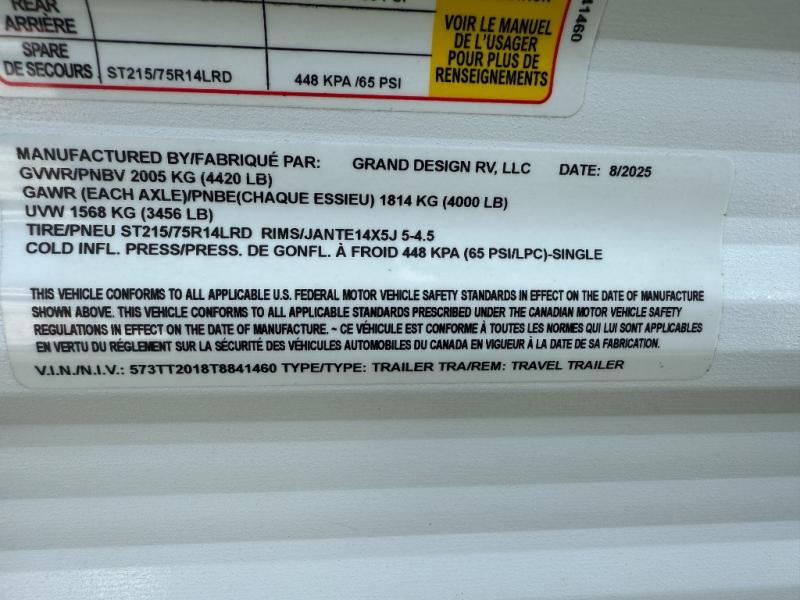 REAR
ARRIÈRE
SPARE
DE SECOURS ST215/75R14LRD 448 KPA /65 PSI
VOIR LE MANUEL
DE L'USAGER
POUR PLUS DE
RENSEIGNEMENTS
41460
MANUFACTURED BY/FABRIQUÉ PAR: GRAND DESIGN RV, LLC DATE: 8/2025
GVWR/PNBV 2005 KG (4420 LB)
GAWR (EACH AXLE)/PNBE(CHAQUE ESSIEU) 1814 KG (4000 LB)
UVW 1568 KG (3456 LB)
TIRE/PNEU ST215/75R14LRD RIMS/JANTE14X5J 5-4.5
COLD INFL. PRESS/PRESS. DE GONFL. À FROID 448 KPA (65 PSI/LPC)-SINGLE
THIS VEHICLE CONFORMS TO ALL APPLICABLE U.S. FEDERAL MOTOR VEHICLE SAFETY STANDARDS IN EFFECT ON THE DATE OF MANUFACTURE
SHOWN ABOVE. THIS VEHICLE CONFORMS TO ALL APPLICABLE STANDARDS PRESCRIBED UNDER THE CANADIAN MOTOR VEHICLE SAFETY
REGULATIONS IN EFFECT ON THE DATE OF MANUFACTURE. ~ CE VÉHICULE EST CONFORME À TOUTES LES NORMES QUI LUI SONT APPLICABLES
EN VERTU DU RÉGLEMENT SUR LA SÉCURITÉ DES VÉHICULES AUTOMOBILES DU CANADA EN VIGUEUR À LA DATE DE SA FABRICATION.
V.I.N./N.I.V.: 573TT2018T8841460 TYPE/TYPE: TRAILER TRA/REM: TRAVEL TRAILER